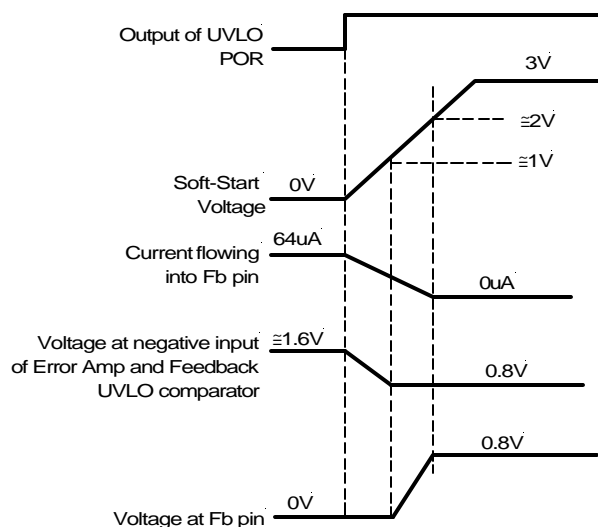 Output of UVLO
POR
3V
≅2V
≅1V
Soft-Start
Voltage
0V
64uA
Current flowing
into Fb pin
0uA
Voltage at negative input
of Error Amp and Feedback
UVLO comparator
≅1.6V
0.8V
0.8V
Voltage at Fb pin
0V